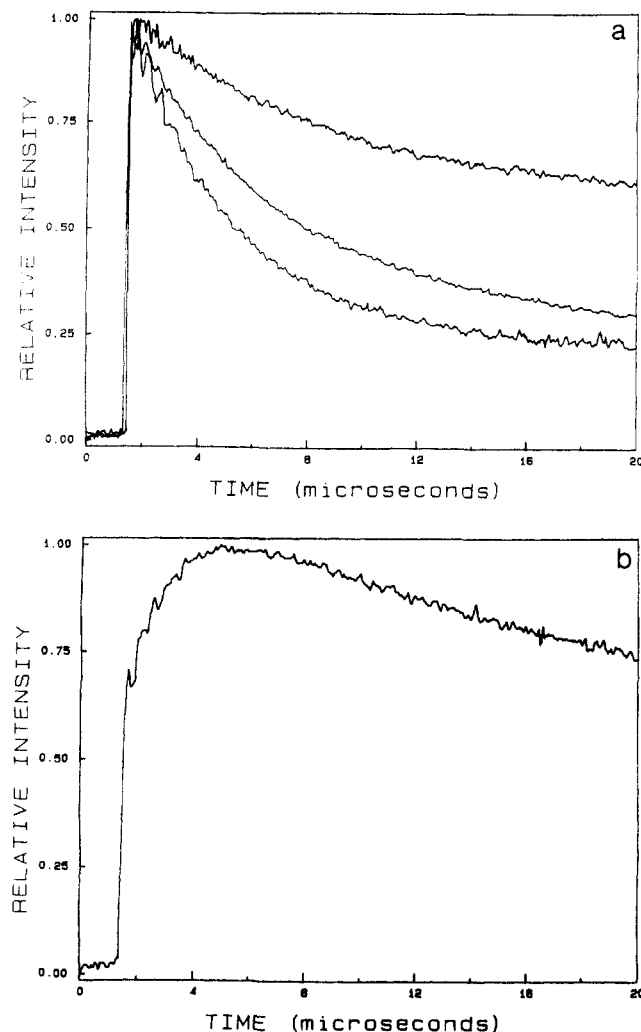 a
1.00
0.75
0.50
0.25
0.00
RELATIVE INTENSITY
0 4 8 12 16 20
TIME (microseconds)
b
1.00
0.75
0.50
0.25
0.00
RELATIVE INTENSITY
0 4 8 12 16 20
TIME (microseconds)